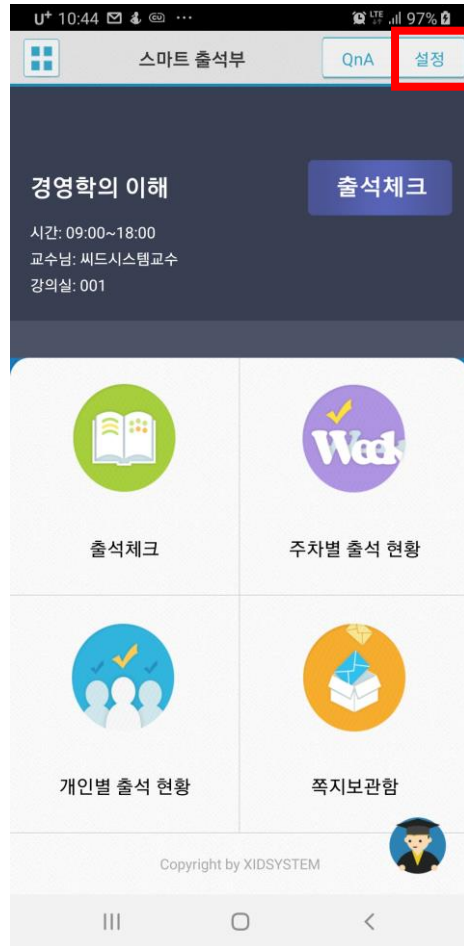 U+ 10:44 LTE 97%
스마트 출석부 QnA 설정
경영학의 이해 출석체크
시간: 09:00~18:00
교수님: 씨드시스템교수
강의실: 001
Week
출석체크 주차별 출석 현황
개인별 출석 현황 쪽지보관함
Copyright by XIDSYSTEM